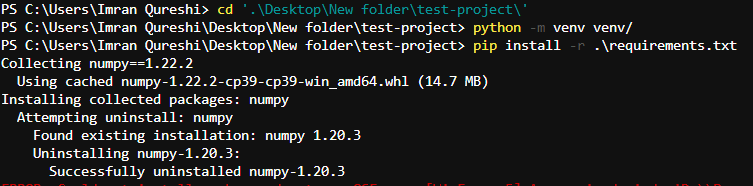 PS C:\Users\Imran Qureshi> cd '.\Desktop\New folder\test-project\'
PS C:\Users\Imran Qureshi\Desktop\New folder\test-project> python -m venv venv/
PS C:\Users\Imran Qureshi\Desktop\New folder\test-project> pip install -r .\requirements.txt
Collecting numpy==1.22.2
  Using cached numpy-1.22.2-cp39-cp39-win_amd64.whl (14.7 MB)
Installing collected packages: numpy
  Attempting uninstall: numpy
    Found existing installation: numpy 1.20.3
    Uninstalling numpy-1.20.3:
      Successfully uninstalled numpy-1.20.3